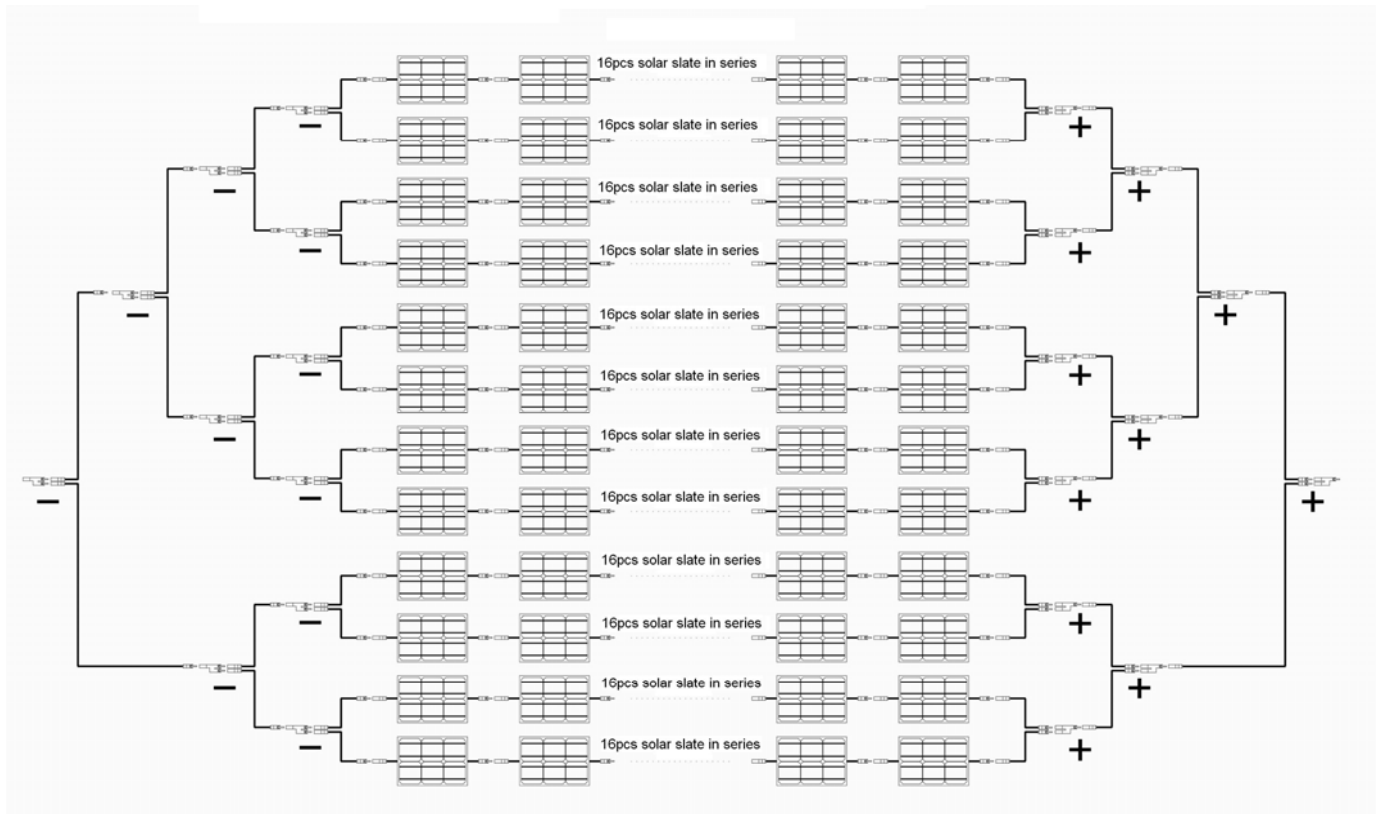 16pcs solar slate in series
16pcs solar slate in series
+
−
16pcs solar slate in series
+
−
16pcs solar slate in series
+
−
16pcs solar slate in series
+
−
16pcs solar slate in series
+
−
16pcs solar slate in series
+
−
16pcs solar slate in series
+
−
+
−
16pcs solar slate in series
16pcs solar slate in series
+
−
16pcs solar slate in series
+
−
16pcs solar slate in series
+
−